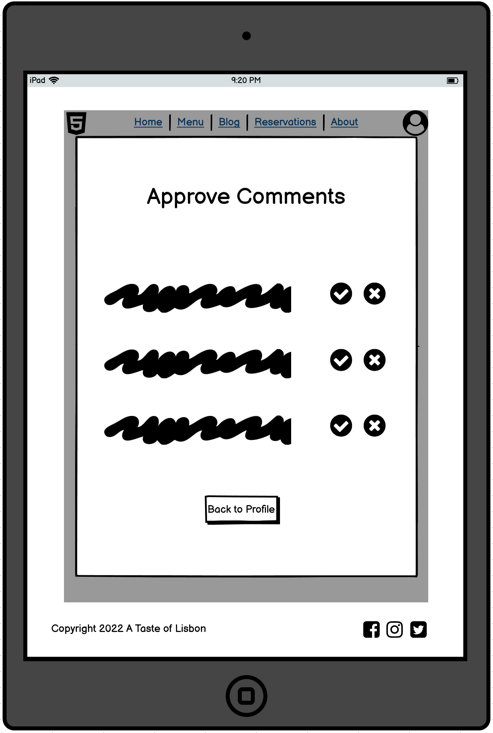 iPad 9:20 PM
5 Home Menu Blog Reservations About
Approve Comments
Back to Profile
Copyright 2022 A Taste of Lisbon